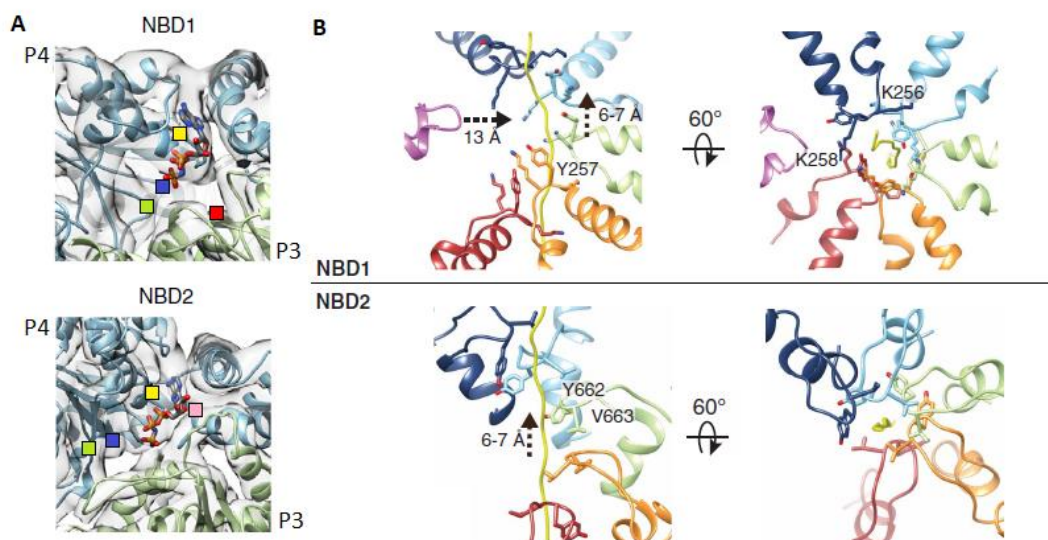 A
NBD1
P4
P3
NBD2
P4
P3
B
13 Å
6-7 Å
Y257
60°
K256
K258
NBD1
NBD2
6-7 Å
Y662
V663
60°